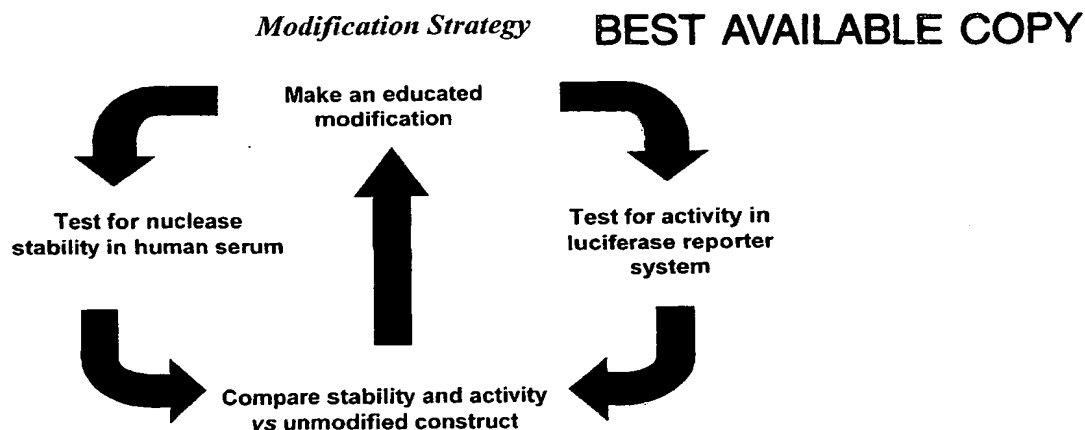 Modification Strategy
BEST AVAILABLE COPY
Make an educated
modification
Test for nuclease
stability in human serum
Test for activity in
luciferase reporter
system
Compare stability and activity
vs unmodified construct